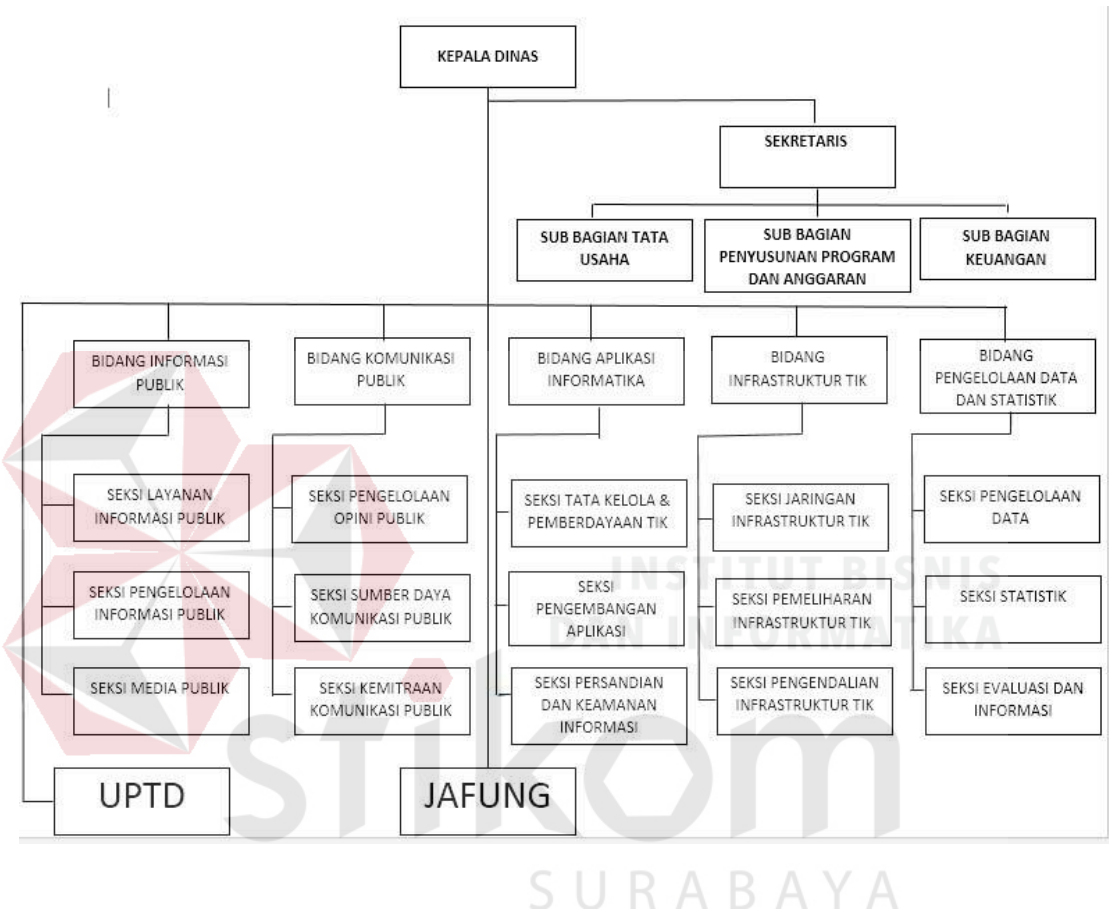 KEPALA DINAS
SEKRETARIS
SUB BAGIAN TATA
USAHA
SUB BAGIAN
PENYUSUNAN PROGRAM
DAN ANGGARAN
SUB BAGIAN
KEUANGAN
BIDANG INFORMASI
PUBLIK
BIDANG KOMUNIKASI
PUBLIK
BIDANG APLIKASI
INFORMATIKA
BIDANG
INFRASTRUKTUR TIK
BIDANG
PENGELOLAAN DATA
DAN STATISTIK
SEKSI LAYANAN
INFORMASI PUBLIK
SEKSI PENGELOLAAN
OPINI PUBLIK
SEKSI TATA KELOLA &
PEMBERDAYAAN TIK
SEKSI JARINGAN
INFRASTRUKTUR TIK
SEKSI PENGELOLAAN
DATA
SEKSI PENGELOLAAN
INFORMASI PUBLIK
SEKSI SUMBER DAYA
KOMUNIKASI PUBLIK
SEKSI
PENGEMBANGAN
APLIKASI
SEKSI PEMELIHARAN
INFRASTRUKTUR TIK
SEKSI STATISTIK
SEKSI MEDIA PUBLIK
SEKSI KEMITRAAN
KOMUNIKASI PUBLIK
SEKSI PERSANDIAN
DAN KEAMANAN
INFORMASI
SEKSI PENGENDALIAN
INFRASTRUKTUR TIK
SEKSI EVALUASI DAN
INFORMASI
UPTD
JAFUNG
INSTITUT BISNIS
DAN INFORMATIKA
stikom
SURABAYA